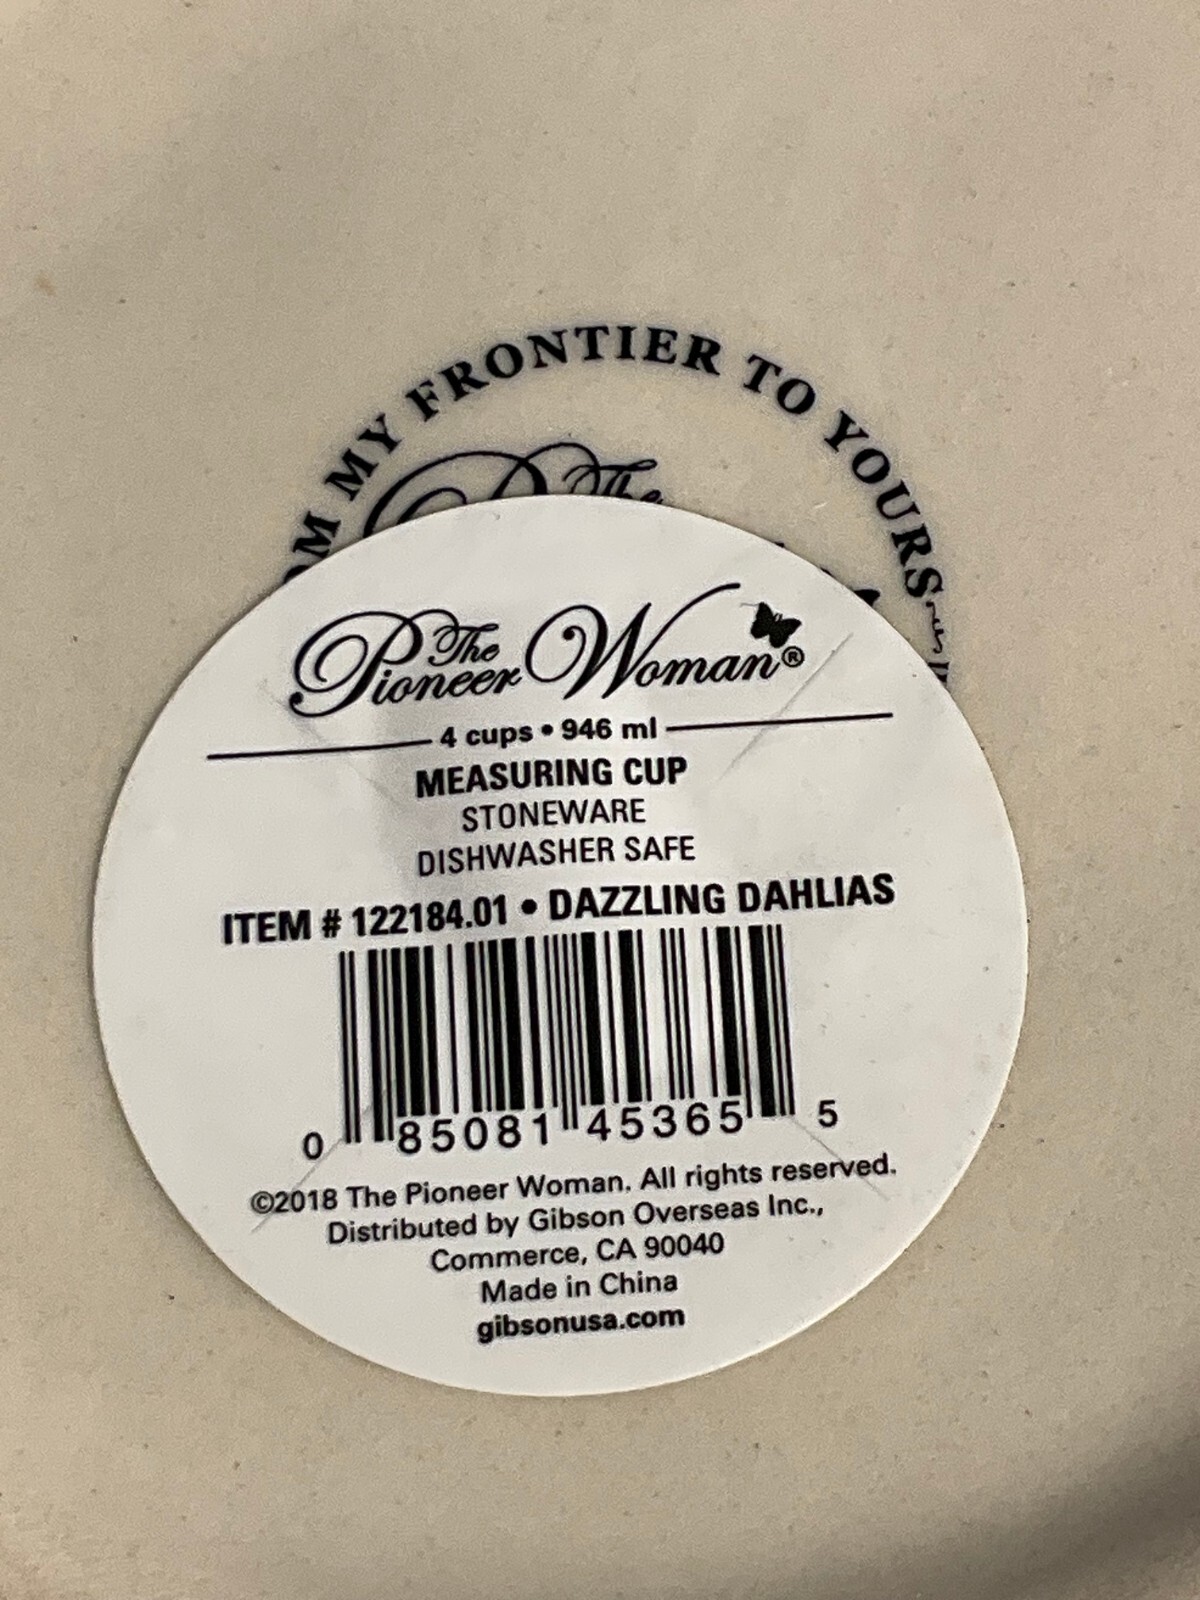 OM MY FRONTIER TO YOURS
The
The
Pioneer Woman®
4 cups • 946 ml
MEASURING CUP
STONEWARE
DISHWASHER SAFE
ITEM # 122184.01 • DAZZLING DAHLIAS
0 85081 45365 5
©2018 The Pioneer Woman. All rights reserved.
Distributed by Gibson Overseas Inc.,
Commerce, CA 90040
Made in China
gibsonusa.com